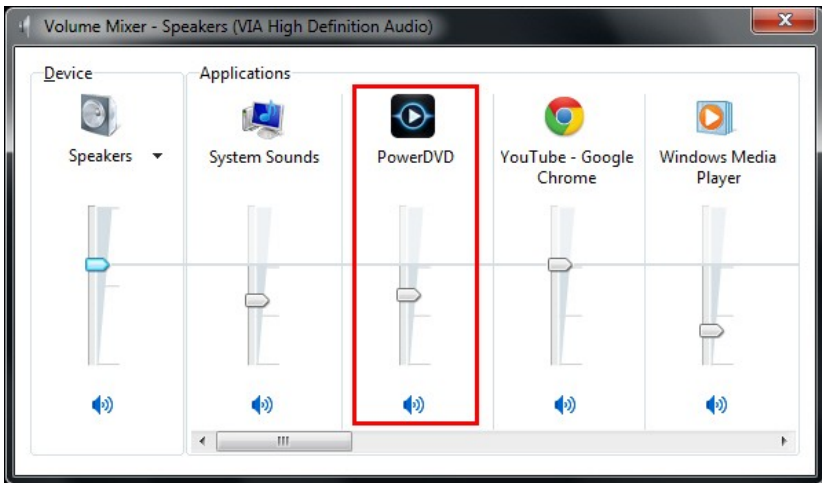 Volume Mixer - Speakers (VIA High Definition Audio)
Device
Applications
Speakers
System Sounds
PowerDVD
YouTube - Google
Chrome
Windows Media
Player